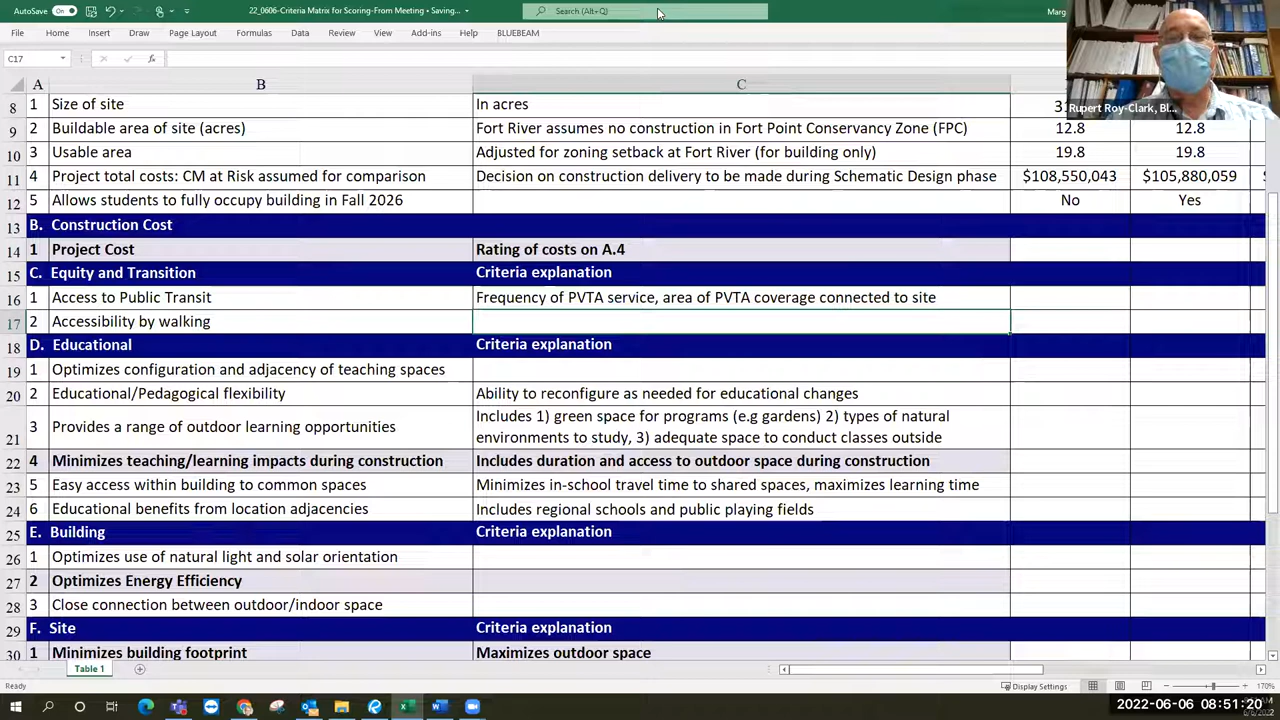 AutoSave On 22_0606-Criteria Matrix for Scoring-From Meeting • Saving... Search (Alt+Q) Marg
File Home Insert Draw Page Layout Formulas Data Review View Add-ins Help BLUEBEAM
C17 fx
A B C
8 1 Size of site In acres
Rupert Roy-Clark, Bl...
9 2 Buildable area of site (acres) Fort River assumes no construction in Fort Point Conservancy Zone (FPC) 12.8 12.8
10 3 Usable area Adjusted for zoning setback at Fort River (for building only) 19.8 19.8
11 4 Project total costs: CM at Risk assumed for comparison Decision on construction delivery to be made during Schematic Design phase $108,550,043 $105,880,059 $
12 5 Allows students to fully occupy building in Fall 2026 No Yes
13 B. Construction Cost
14 1 Project Cost Rating of costs on A.4
15 C. Equity and Transition Criteria explanation
16 1 Access to Public Transit Frequency of PVTA service, area of PVTA coverage connected to site
17 2 Accessibility by walking
18 D. Educational Criteria explanation
19 1 Optimizes configuration and adjacency of teaching spaces
20 2 Educational/Pedagogical flexibility Ability to reconfigure as needed for educational changes
21 3 Provides a range of outdoor learning opportunities Includes 1) green space for programs (e.g gardens) 2) types of natural
environments to study, 3) adequate space to conduct classes outside
22 4 Minimizes teaching/learning impacts during construction Includes duration and access to outdoor space during construction
23 5 Easy access within building to common spaces Minimizes in-school travel time to shared spaces, maximizes learning time
24 6 Educational benefits from location adjacencies Includes regional schools and public playing fields
25 E. Building Criteria explanation
26 1 Optimizes use of natural light and solar orientation
27 2 Optimizes Energy Efficiency
28 3 Close connection between outdoor/indoor space
29 F. Site Criteria explanation
30 1 Minimizes building footprint Maximizes outdoor space
Table 1
Ready Display Settings 170%
2022-06-06 08:51:20